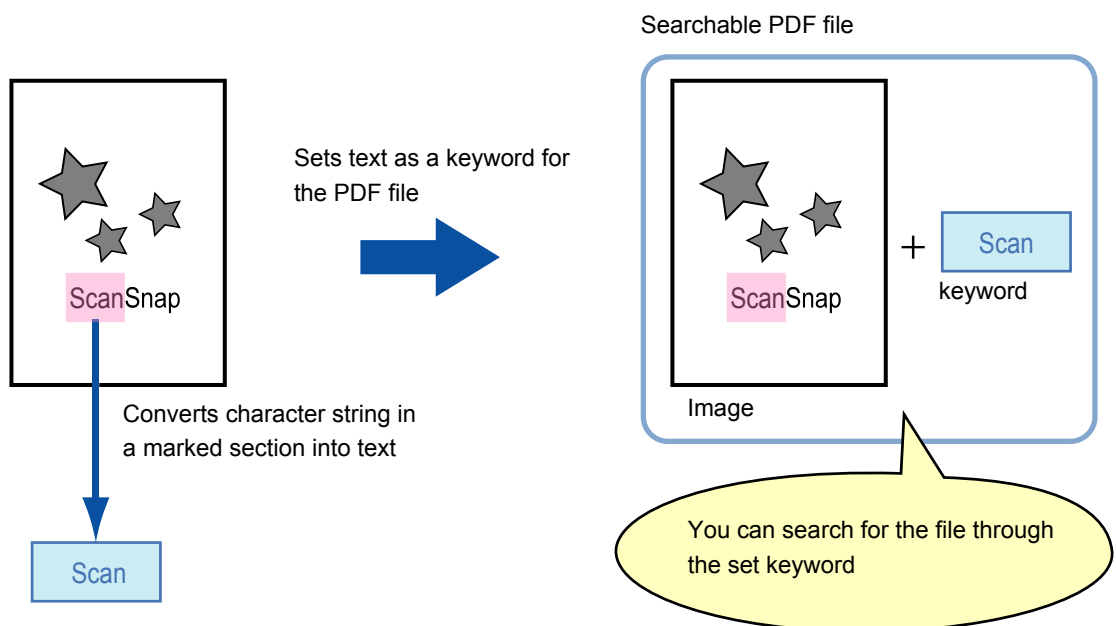 Searchable PDF file
Sets text as a keyword for
the PDF file
ScanSnap
Converts character string in
a marked section into text
Scan
ScanSnap
+
Scan
keyword
Image
You can search for the file through
the set keyword